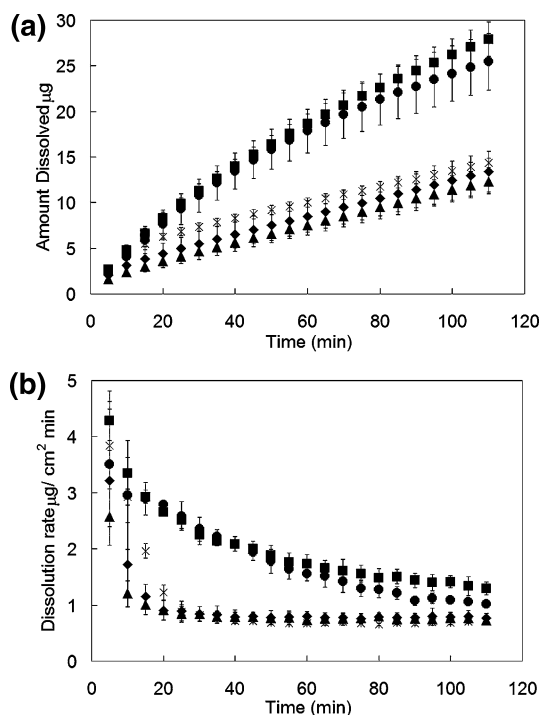 (a)
30
25
20
15
10
5
0
Amount Dissolved µg
0 20 40 60 80 100 120
Time (min)
(b)
5
4
3
2
1
0
Dissolution rate µg/ cm² min
0 20 40 60 80 100 120
Time (min)